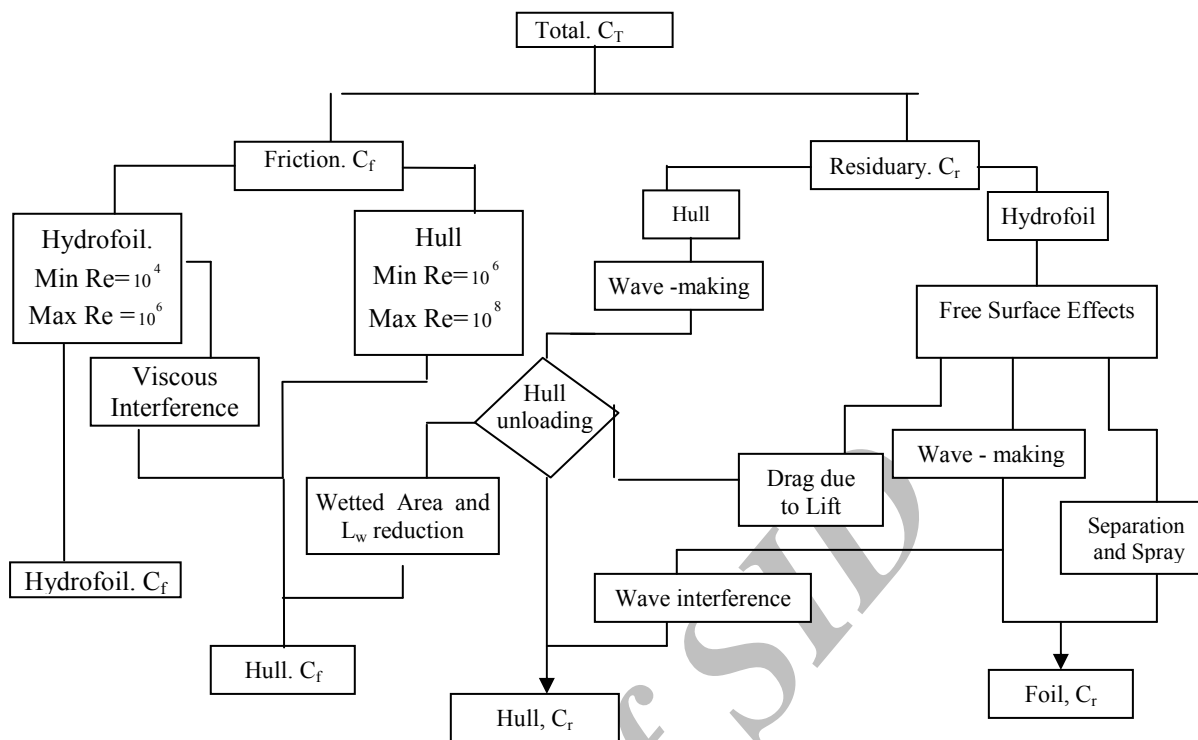 Total. C_T
Friction. C_f
Residuary. C_r
Hydrofoil.
Min Re=10^4
Max Re =10^6
Hull
Min Re=10^6
Max Re=10^8
Hull
Hydrofoil
Wave -making
Free Surface Effects
Viscous
Interference
Hull
unloading
Wave - making
Drag due
to Lift
Wetted Area and
L_w reduction
Separation
and Spray
Hydrofoil. C_f
Wave interference
Hull. C_f
Hull, C_r
Foil, C_r
f SID